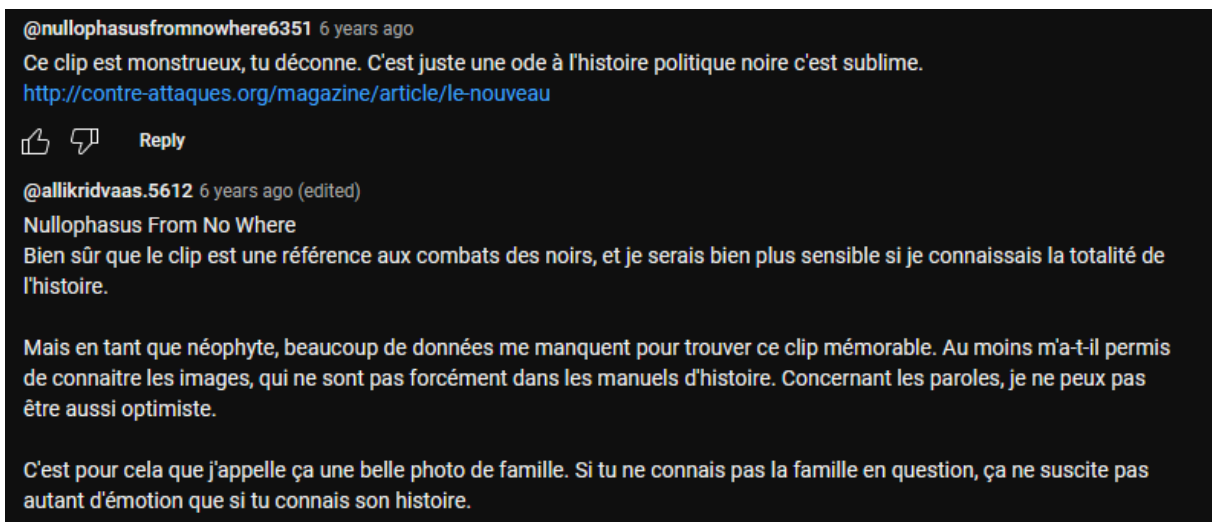 @nullophasusfromnowhere6351 6 years ago
Ce clip est monstrueux, tu déconne. C'est juste une ode à l'histoire politique noire c'est sublime.
http://contre-attaques.org/magazine/article/le-nouveau
Reply
@allikridvaas.5612 6 years ago (edited)
Nullophasus From No Where
Bien sûr que le clip est une référence aux combats des noirs, et je serais bien plus sensible si je connaissais la totalité de
l'histoire.
Mais en tant que néophyte, beaucoup de données me manquent pour trouver ce clip mémorable. Au moins m'a-t-il permis
de connaitre les images, qui ne sont pas forcément dans les manuels d'histoire. Concernant les paroles, je ne peux pas
être aussi optimiste.
C'est pour cela que j'appelle ça une belle photo de famille. Si tu ne connais pas la famille en question, ça ne suscite pas
autant d'émotion que si tu connais son histoire.